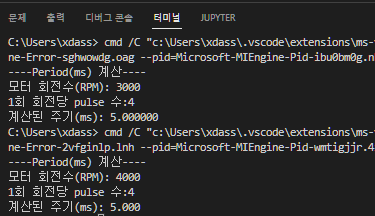 문제 출력 디버그 콘솔 터미널 JUPYTER
C:\Users\xdass> cmd /C "c:\Users\xdass\.vscode\extensions\ms-v
ne-Error-sghwowdg.oag --pid=Microsoft-MIEngine-Pid-ibu0bm0g.n
----Period(ms) 계산----
모터 회전수(RPM): 3000
1회 회전당 pulse 수:4
계산된 주기(ms): 5.000000
C:\Users\xdass> cmd /C "c:\Users\xdass\.vscode\extensions\ms-v
ne-Error-2vfginlp.lnh --pid=Microsoft-MIEngine-Pid-wmtigjjr.4
----Period(ms) 계산----
모터 회전수(RPM): 4000
1회 회전당 pulse 수:4
계산된 주기(ms): 5.000